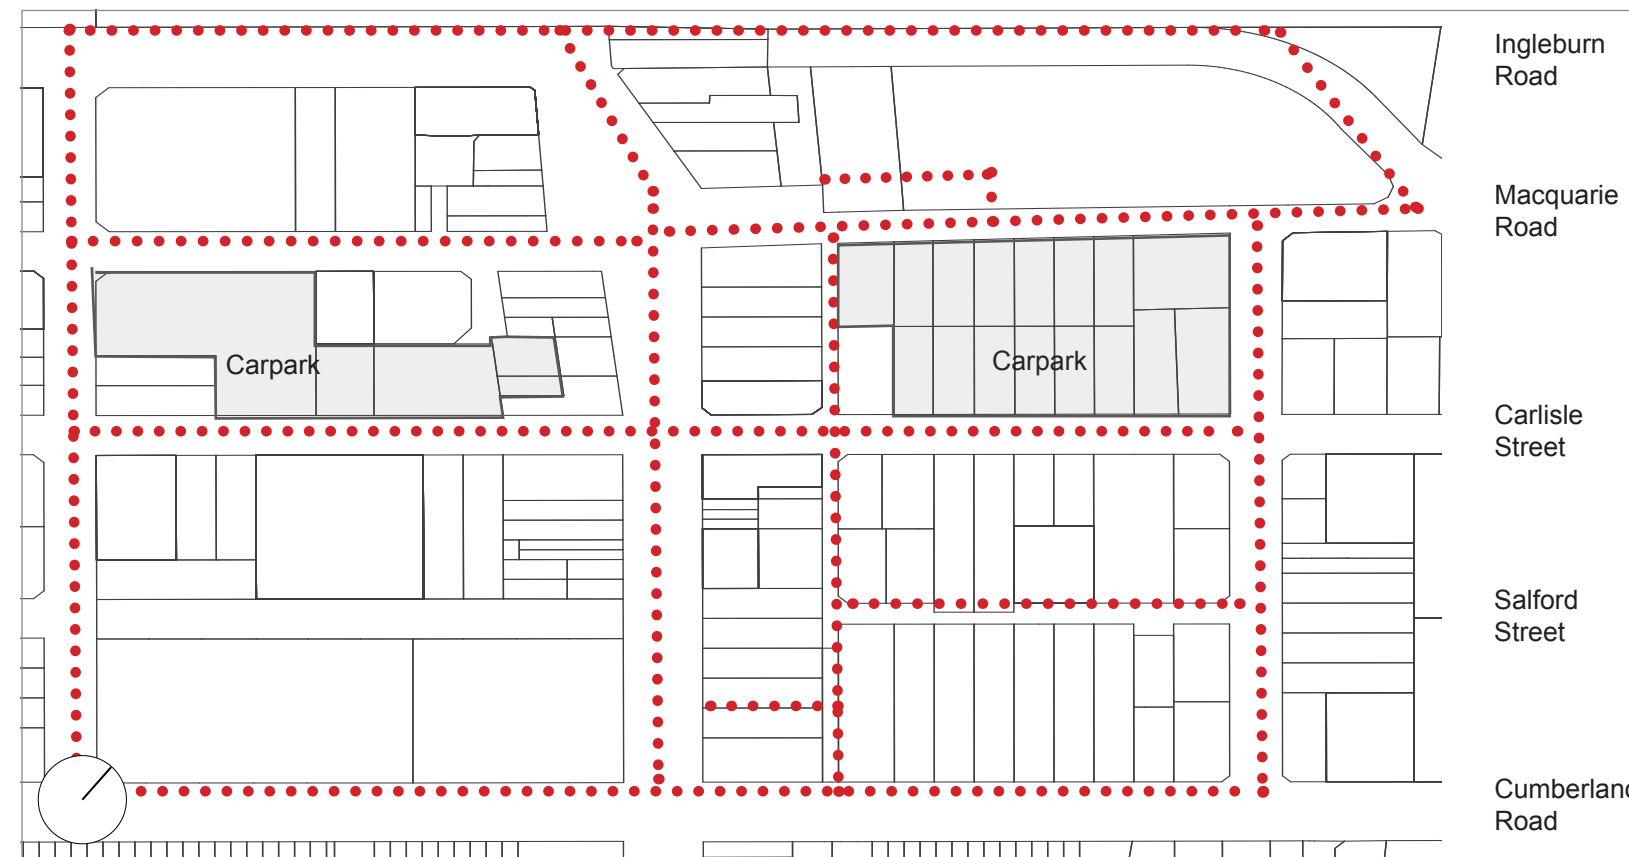 Ingleburn
Road
Macquarie
Road
Carpark
Carpark
Carlisle
Street
Salford
Street
Cumberland
Road